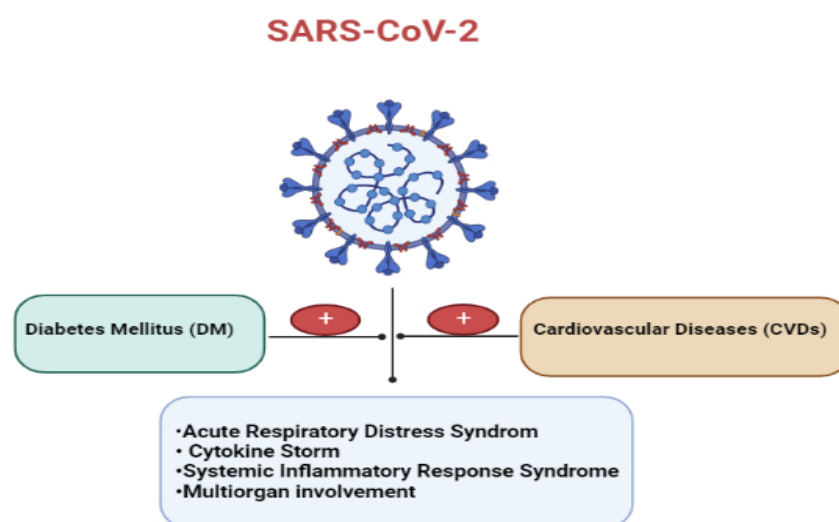 SARS-CoV-2
+ +
Diabetes Mellitus (DM)
Cardiovascular Diseases (CVDs)
•Acute Respiratory Distress Syndrom
• Cytokine Storm
•Systemic Inflammatory Response Syndrome
•Multiorgan involvement